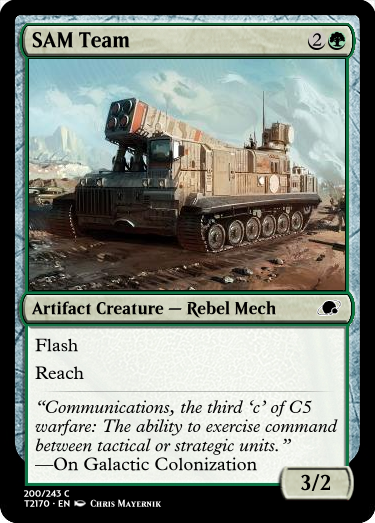 SAM Team 2
Artifact Creature — Rebel Mech
Flash
Reach
“Communications, the third ‘c’ of C5
warfare: The ability to exercise command
between tactical or strategic units.”
—On Galactic Colonization
3/2
200/243 C
T2170 · EN Chris Mayernik